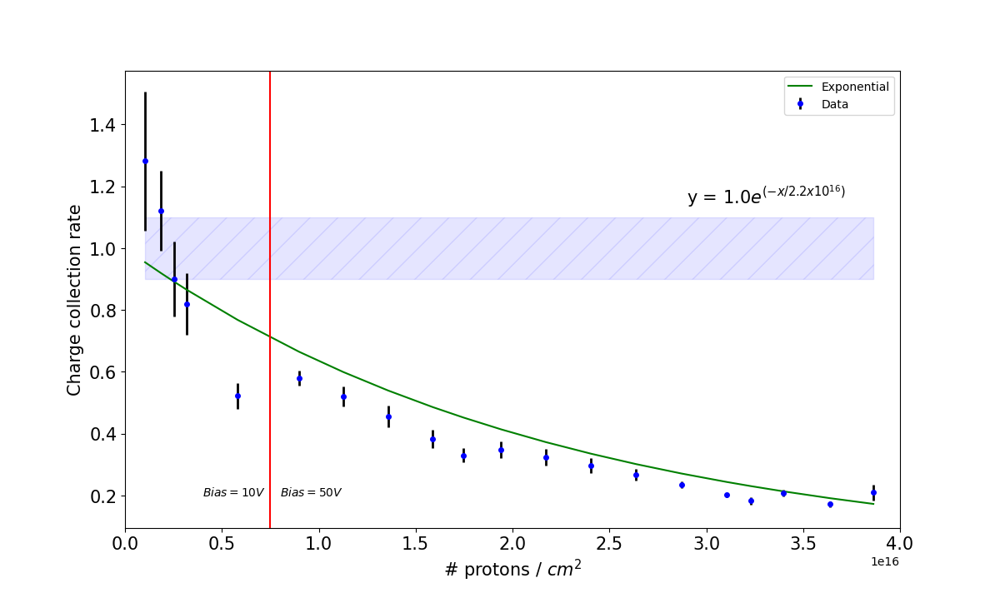 Exponential
Data
y = 1.0e^(-x/2.2x10^16)
Charge collection rate
1.4
1.2
1.0
0.8
0.6
0.4
0.2
Bias = 10V Bias = 50V
0.0 0.5 1.0 1.5 2.0 2.5 3.0 3.5 4.0
1e16
# protons / cm²